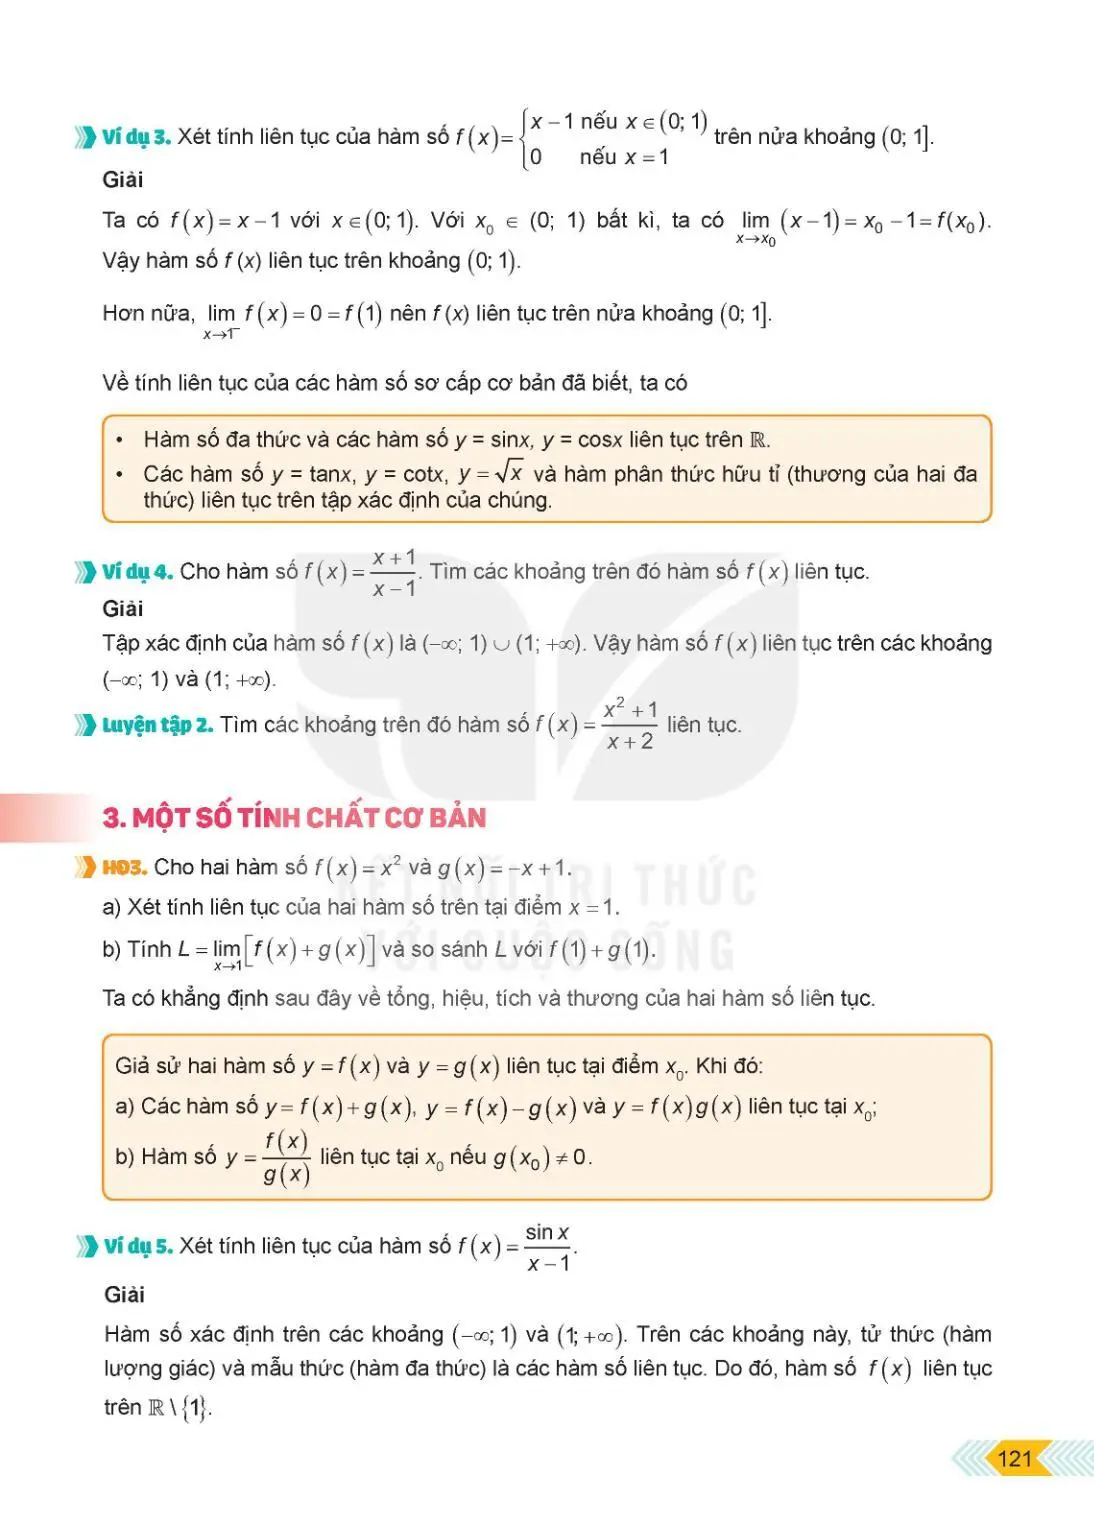 Ví dụ 3. Xét tính liên tục của hàm số f(x) = { x − 1 nếu x ∈ (0; 1)
0 nếu x = 1 trên nửa khoảng (0; 1].
Giải
Ta có f(x) = x − 1 với x ∈ (0; 1). Với x₀ ∈ (0; 1) bất kì, ta có lim x→x₀ (x − 1) = x₀ − 1 = f(x₀).
Vậy hàm số f (x) liên tục trên khoảng (0; 1).
Hơn nữa, lim x→1⁻ f(x) = 0 = f(1) nên f (x) liên tục trên nửa khoảng (0; 1].
Về tính liên tục của các hàm số sơ cấp cơ bản đã biết, ta có
• Hàm số đa thức và các hàm số y = sinx, y = cosx liên tục trên ℝ.
• Các hàm số y = tanx, y = cotx, y = √x và hàm phân thức hữu tỉ (thương của hai đa
thức) liên tục trên tập xác định của chúng.
Ví dụ 4. Cho hàm số f(x) = (x + 1)/(x − 1). Tìm các khoảng trên đó hàm số f(x) liên tục.
Giải
Tập xác định của hàm số f(x) là (−∞; 1) ∪ (1; +∞). Vậy hàm số f(x) liên tục trên các khoảng
(−∞; 1) và (1; +∞).
Luyện tập 2. Tìm các khoảng trên đó hàm số f(x) = (x² + 1)/(x + 2) liên tục.
3. MỘT SỐ TÍNH CHẤT CƠ BẢN
HĐ3. Cho hai hàm số f(x) = x² và g(x) = −x + 1.
a) Xét tính liên tục của hai hàm số trên tại điểm x = 1.
b) Tính L = lim x→1 [f(x) + g(x)] và so sánh L với f(1) + g(1).
KẾT NỐI TRI THỨC
VỚI CUỘC SỐNG
Ta có khẳng định sau đây về tổng, hiệu, tích và thương của hai hàm số liên tục.
Giả sử hai hàm số y = f(x) và y = g(x) liên tục tại điểm x₀. Khi đó:
a) Các hàm số y = f(x) + g(x), y = f(x) − g(x) và y = f(x)g(x) liên tục tại x₀;
b) Hàm số y = f(x)/g(x) liên tục tại x₀ nếu g(x₀) ≠ 0.
Ví dụ 5. Xét tính liên tục của hàm số f(x) = sin x/(x − 1).
Giải
Hàm số xác định trên các khoảng (−∞; 1) và (1; +∞). Trên các khoảng này, tử thức (hàm
lượng giác) và mẫu thức (hàm đa thức) là các hàm số liên tục. Do đó, hàm số f(x) liên tục
trên ℝ \ {1}.
121